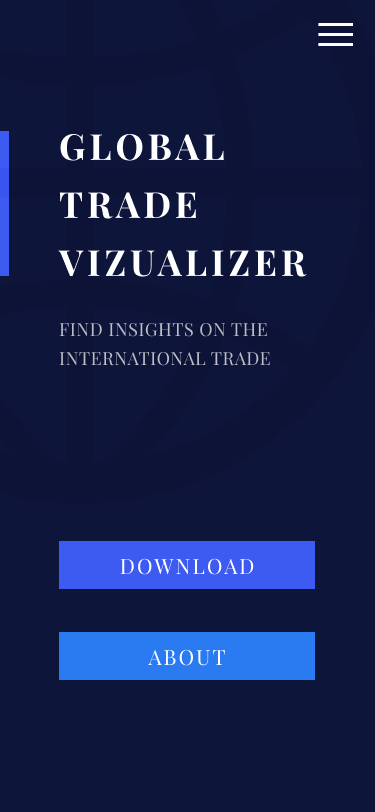 GLOBAL
TRADE
VIZUALIZER
FIND INSIGHTS ON THE
INTERNATIONAL TRADE
DOWNLOAD
ABOUT